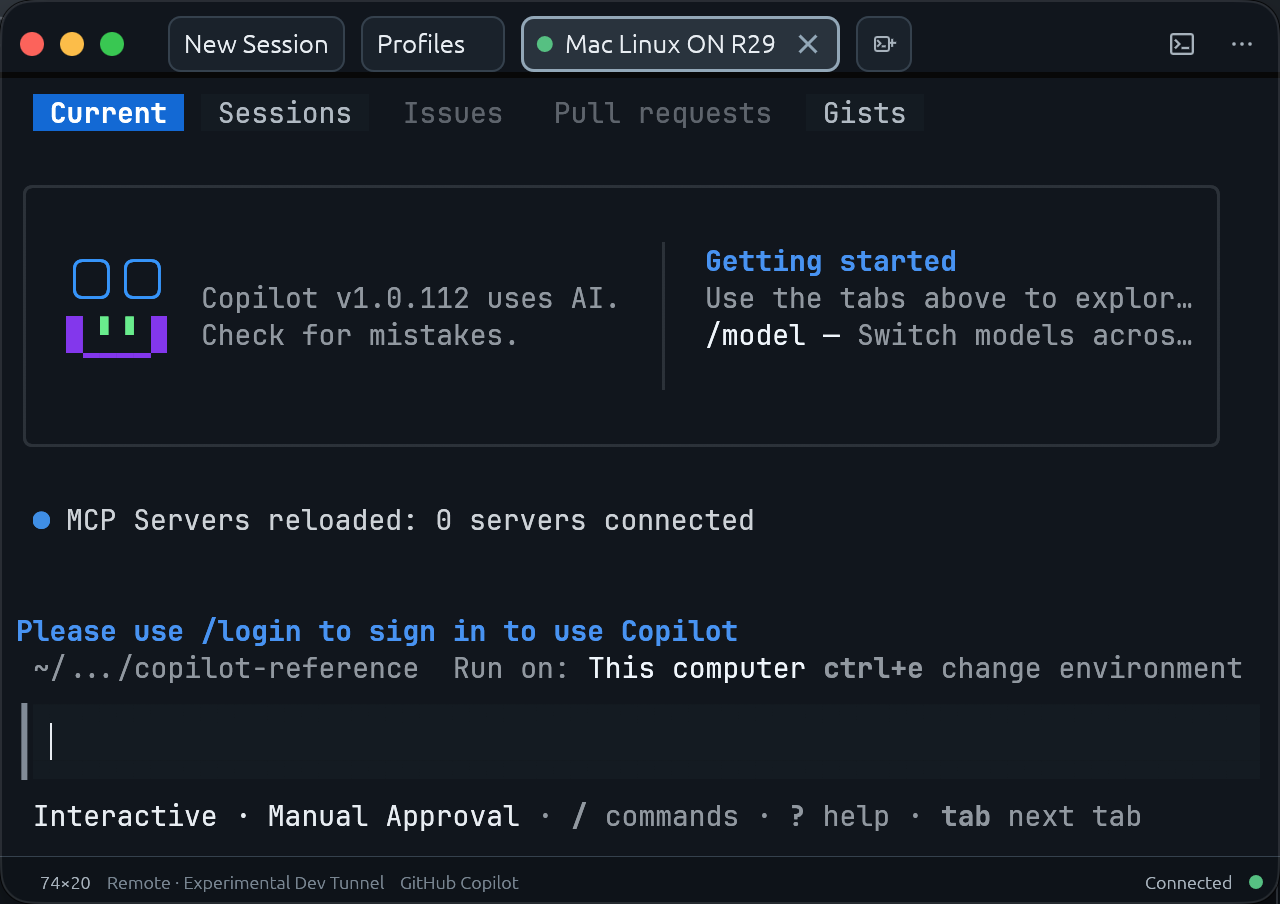 New Session Profiles Mac Linux ON R29
Current Sessions Issues Pull requests Gists
Getting started
Copilot v1.0.112 uses AI. Use the tabs above to explor…
Check for mistakes. /model — Switch models acros…
MCP Servers reloaded: 0 servers connected
Please use /login to sign in to use Copilot
~/.../copilot-reference Run on: This computer ctrl+e change environment
Interactive · Manual Approval · / commands · ? help · tab next tab
74×20 Remote · Experimental Dev Tunnel GitHub Copilot Connected